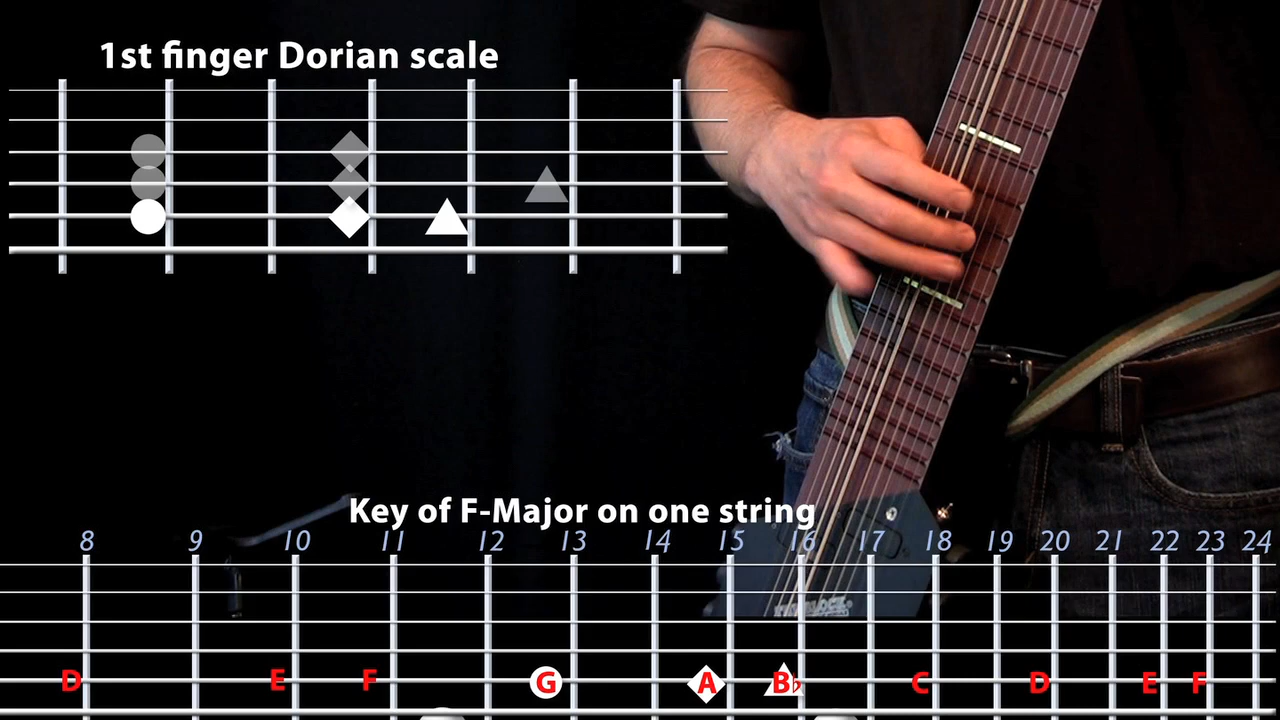 1st finger Dorian scale
Key of F-Major on one string
8 9 10 11 12 13 14 15 16 17 18 19 20 21 22 23 24
D E F G A B♭ C D E F